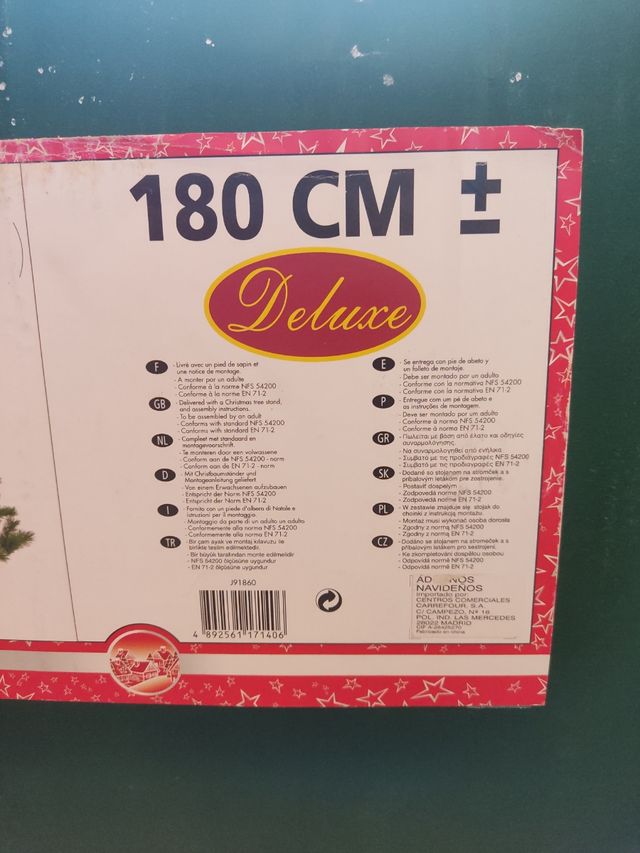 180 CM ±
Deluxe
F
- Livré avec un pied de sapin et
une notice de montage.
- A monter par un adulte
- Conforme à la norme NFS 54200
- Conforme à la norme EN 71-2
GB
- Delivered with a Christmas tree stand,
and assembly instructions.
- To be assembled by an adult
- Conforms with standard NFS 54200
- Conforms with standard EN 71-2
NL
- Compleet met standaard en
montagevoorschrift.
- Te monteren door een volwassene
- Conform aan de NFS 54200 - norm
- Conform aan de EN 71-2 - norm
D
- Mit Christbaumständer und
Montageanleitung geliefert
- Von einem Erwachsenen aufzubauen
- Entspricht der Norm NFS 54200
- Entspricht der Norm EN 71-2
I
- Fornito con un piede d'albero di Natale e
istruzioni per il montaggio.
- Montaggio da parte di un adulto
- Conformemente alla norma NFS 54200
- Conformemente alla norma EN 71-2
TR
- Bir çam ayak ve montaj kılavuzu ile
birlikte teslim edilmektedir.
- Bir büyük tarafından monte edilmelidir
- NFS 54200 ölçüsüne uygundur
- EN 71-2 ölçüsüne uygundur
E
- Se entrega con pie de abeto y
un folleto de montaje.
- Debe ser montado por un adulto
- Conforme con la normativa NFS 54200
- Conforme con la normativa EN 71-2
P
- Entregue com um pé de abeto e
as instruções de montagem.
- Deve ser montado por um adulto
- Conforme à norma NFS 54200
- Conforme à norma EN 71-2
GR
- Πωλείται με βάση από έλατο και οδηγίες
συναρμολόγησης
- Να συναρμολογηθεί από ενήλικα
- Συμβατό με τις προδιαγραφές NFS 54200
- Συμβατό με τις προδιαγραφές EN 71-2
SK
- Dodané so stojanom na stromček a s
príbalovým letákom pre zostrojenie.
- Postaviť dospelým -
- Zodpovedá norme NFS 54200
- Zodpovedá norme EN 71-2
PL
- W zestawie znajduje się stojak do
choinki z instrukcją montażu.
- Montaż musi wykonać osoba dorosła
- Zgodny z normą NFS 54200
- Zgodny z normą EN 71-2
CZ
- Dodáno se stojanem na stromeček a s
příbalovým letákem pro sestrojení.
- Ke zkompletování dospělou osobou
- Odpovídá normě NFS 54200
- Odpovídá normě EN 71-2
J91860
4 892561 171406
NAVIDEÑOS
Importado por:
CENTROS COMERCIALES
CARREFOUR, S.A.
C/ CAMPEZO, Nº 16
POL. IND. LAS MERCEDES
28022 MADRID
CIF A-28425270
Fabricado en china